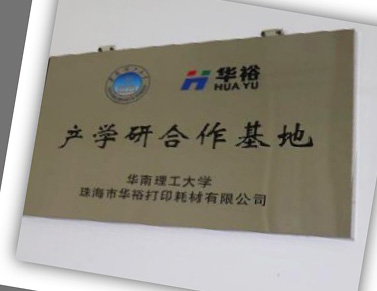 华裕
HUA YU
产学研合作基地
华南理工大学
珠海市华裕打印耗材有限公司